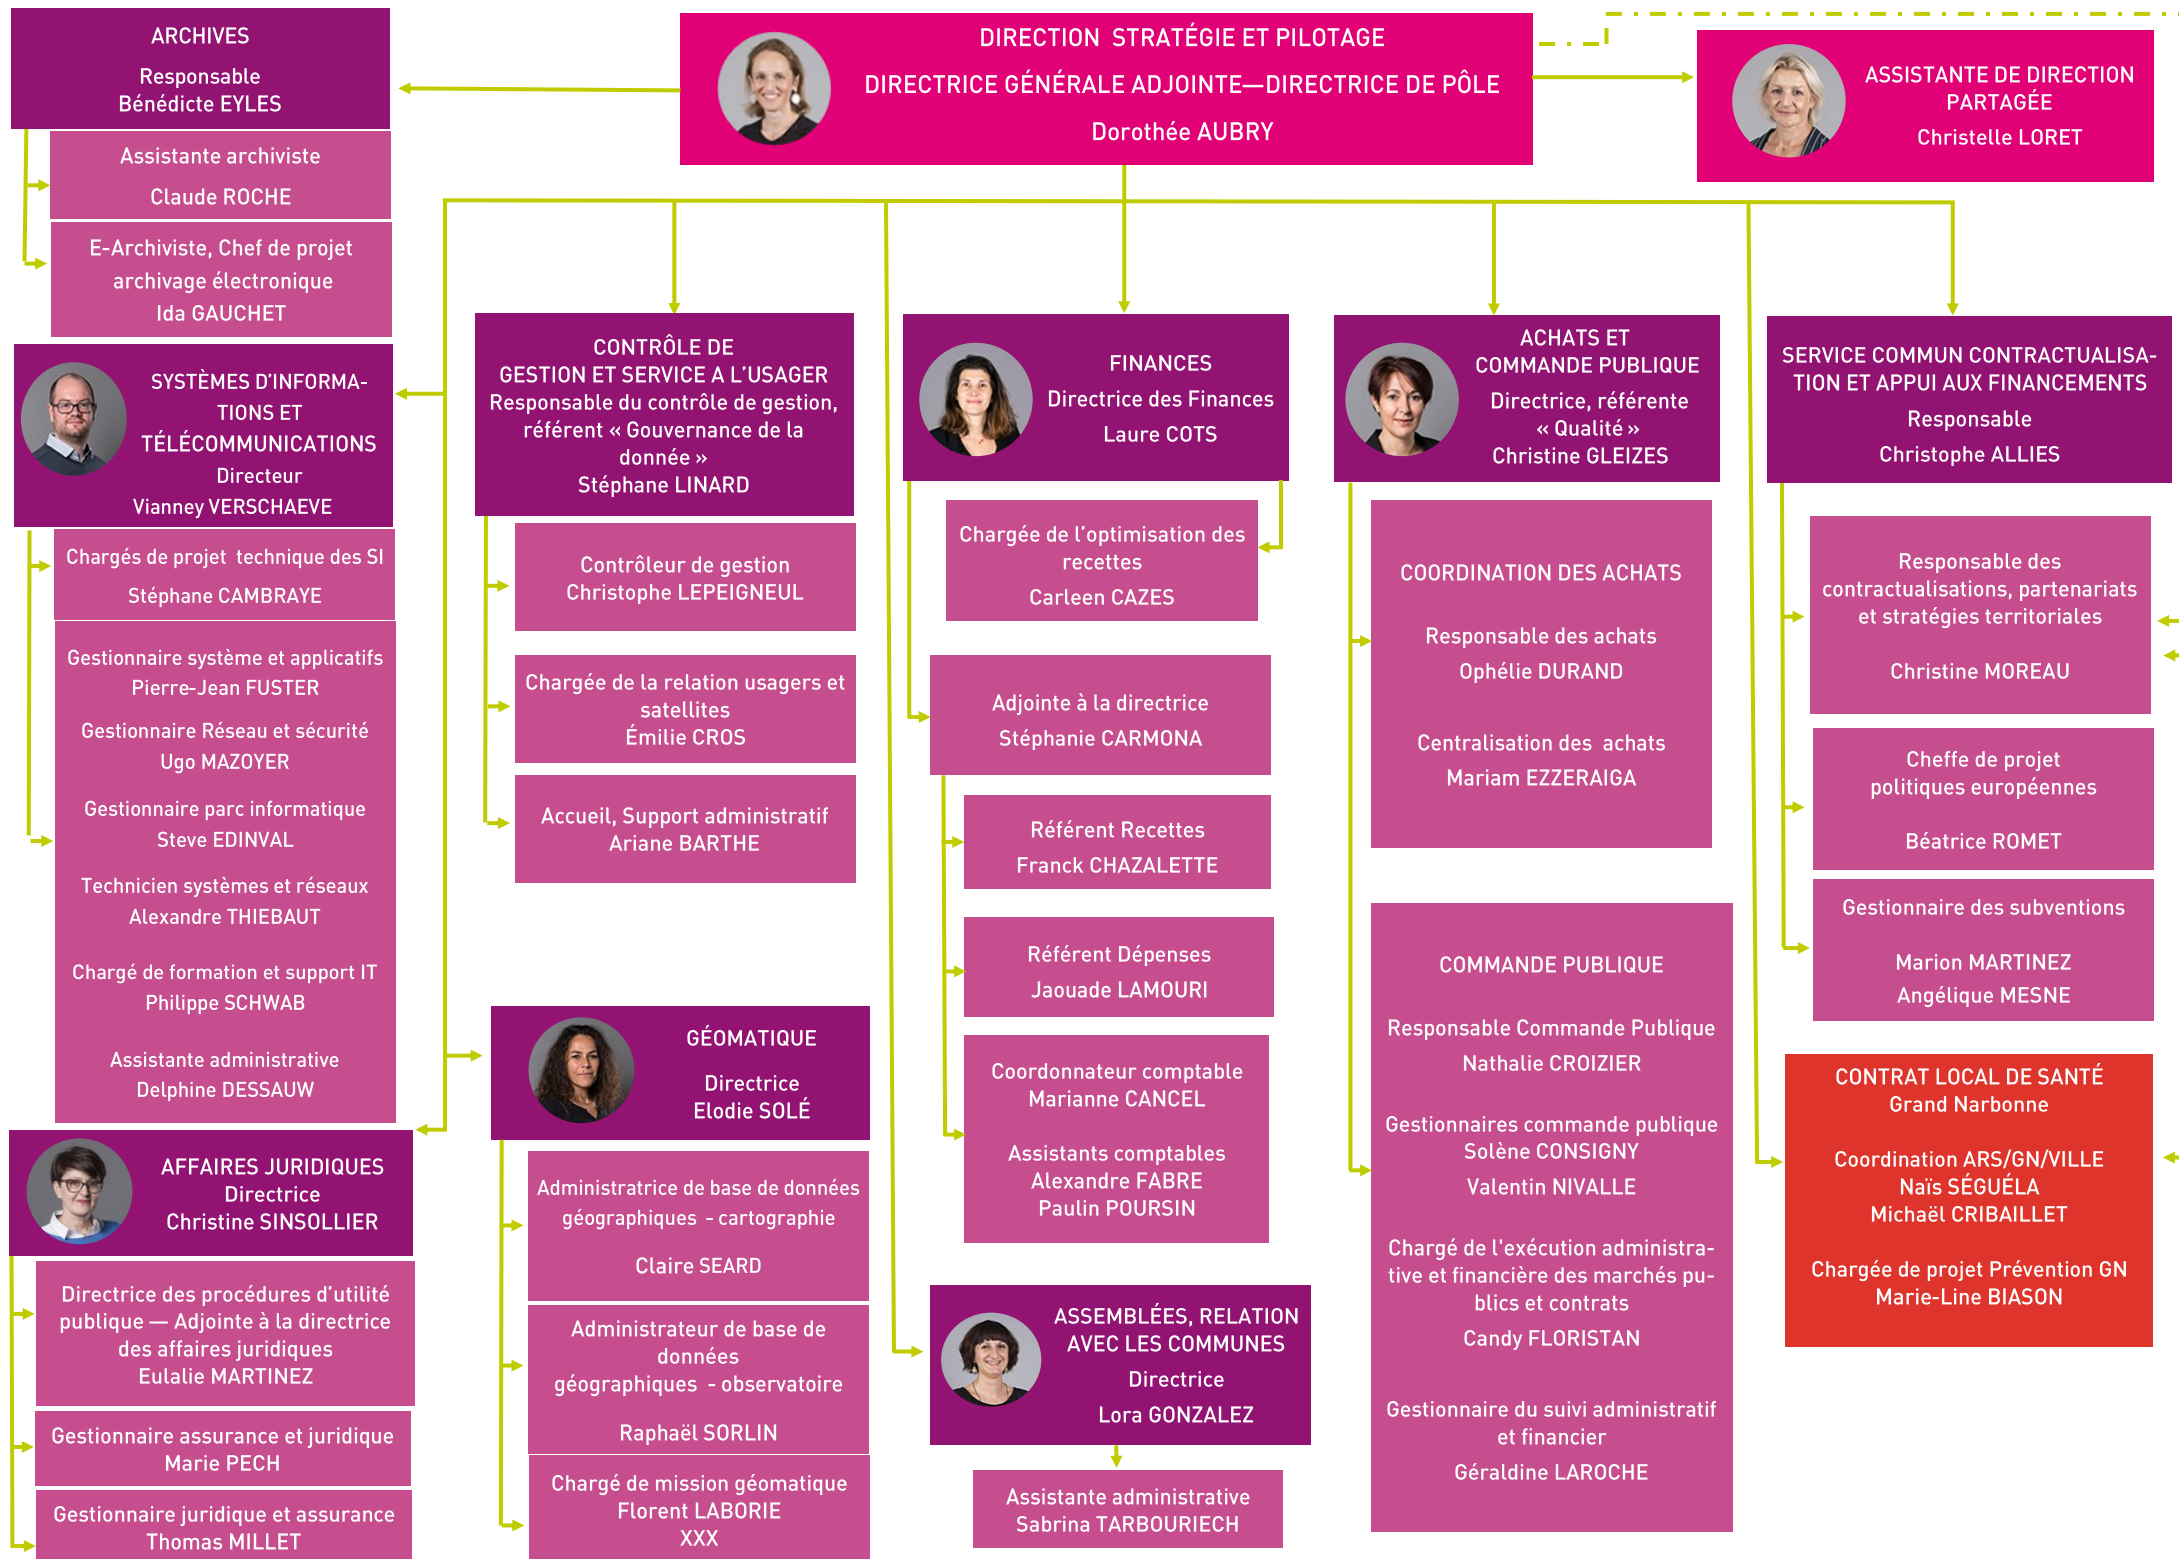 DIRECTION STRATÉGIE ET PILOTAGE
DIRECTRICE GÉNÉRALE ADJOINTE—DIRECTRICE DE PÔLE
Dorothée AUBRY
ASSISTANTE DE DIRECTION
PARTAGÉE
Christelle LORET
ARCHIVES
Responsable
Bénédicte EYLES
Assistante archiviste
Claude ROCHE
E-Archiviste, Chef de projet
archivage électronique
Ida GAUCHET
SYSTÈMES D'INFORMA-
TIONS ET
TÉLÉCOMMUNICATIONS
Directeur
Vianney VERSCHAEVE
Chargés de projet technique des SI
Stéphane CAMBRAYE
Gestionnaire système et applicatifs
Pierre-Jean FUSTER
Gestionnaire Réseau et sécurité
Ugo MAZOYER
Gestionnaire parc informatique
Steve EDINVAL
Technicien systèmes et réseaux
Alexandre THIEBAUT
Chargé de formation et support IT
Philippe SCHWAB
Assistante administrative
Delphine DESSAUW
AFFAIRES JURIDIQUES
Directrice
Christine SINSOLLIER
Directrice des procédures d'utilité
publique — Adjointe à la directrice
des affaires juridiques
Eulalie MARTINEZ
Gestionnaire assurance et juridique
Marie PECH
Gestionnaire juridique et assurance
Thomas MILLET
CONTRÔLE DE
GESTION ET SERVICE A L'USAGER
Responsable du contrôle de gestion,
référent « Gouvernance de la
donnée »
Stéphane LINARD
Contrôleur de gestion
Christophe LEPEIGNEUL
Chargée de la relation usagers et
satellites
Émilie CROS
Accueil, Support administratif
Ariane BARTHE
GÉOMATIQUE
Directrice
Elodie SOLÉ
Administratrice de base de données
géographiques - cartographie
Claire SEARD
Administrateur de base de
données
géographiques - observatoire
Raphaël SORLIN
Chargé de mission géomatique
Florent LABORIE
XXX
FINANCES
Directrice des Finances
Laure COTS
Chargée de l'optimisation des
recettes
Carleen CAZES
Adjointe à la directrice
Stéphanie CARMONA
Référent Recettes
Franck CHAZALETTE
Référent Dépenses
Jaouade LAMOURI
Coordonnateur comptable
Marianne CANCEL
Assistants comptables
Alexandre FABRE
Paulin POURSIN
ASSEMBLÉES, RELATION
AVEC LES COMMUNES
Directrice
Lora GONZALEZ
Assistante administrative
Sabrina TARBOURIECH
ACHATS ET
COMMANDE PUBLIQUE
Directrice, référente
« Qualité »
Christine GLEIZES
COORDINATION DES ACHATS
Responsable des achats
Ophélie DURAND
Centralisation des achats
Mariam EZZERAIGA
COMMANDE PUBLIQUE
Responsable Commande Publique
Nathalie CROIZIER
Gestionnaires commande publique
Solène CONSIGNY
Valentin NIVALLE
Chargé de l'exécution administra-
tive et financière des marchés pu-
blics et contrats
Candy FLORISTAN
Gestionnaire du suivi administratif
et financier
Géraldine LAROCHE
SERVICE COMMUN CONTRACTUALISA-
TION ET APPUI AUX FINANCEMENTS
Responsable
Christophe ALLIES
Responsable des
contractualisations, partenariats
et stratégies territoriales
Christine MOREAU
Cheffe de projet
politiques européennes
Béatrice ROMET
Gestionnaire des subventions
Marion MARTINEZ
Angélique MESNE
CONTRAT LOCAL DE SANTÉ
Grand Narbonne
Coordination ARS/GN/VILLE
Naïs SÉGUÉLA
Michaël CRIBAILLET
Chargée de projet Prévention GN
Marie-Line BIASON